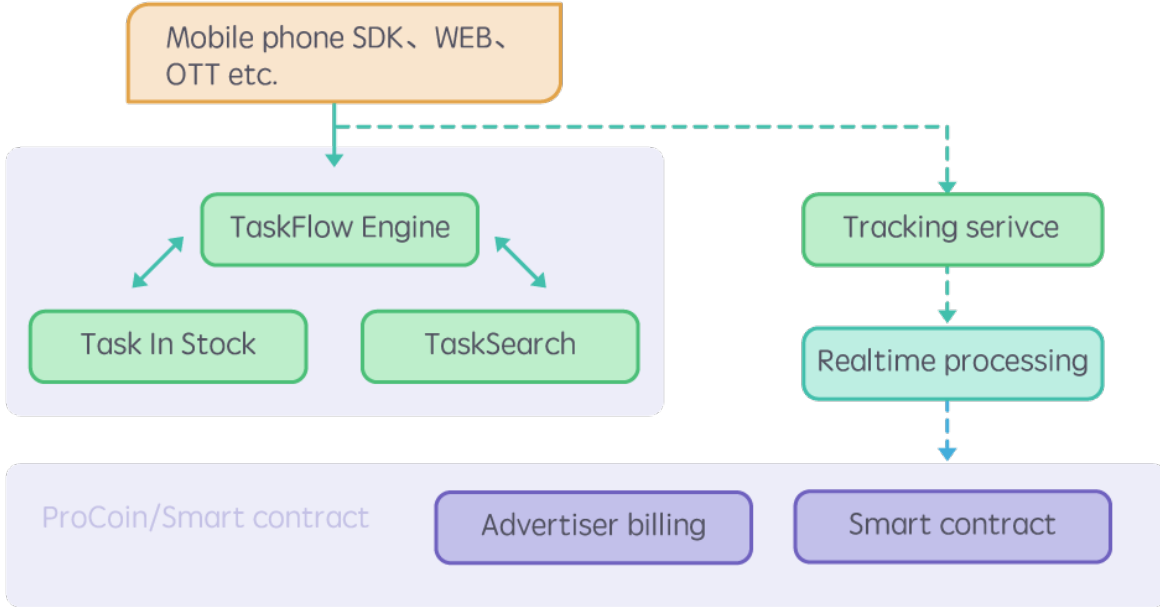 Mobile phone SDK、WEB、
OTT etc.
TaskFlow Engine
Tracking serivce
Task In Stock
TaskSearch
Realtime processing
ProCoin/Smart contract
Advertiser billing
Smart contract